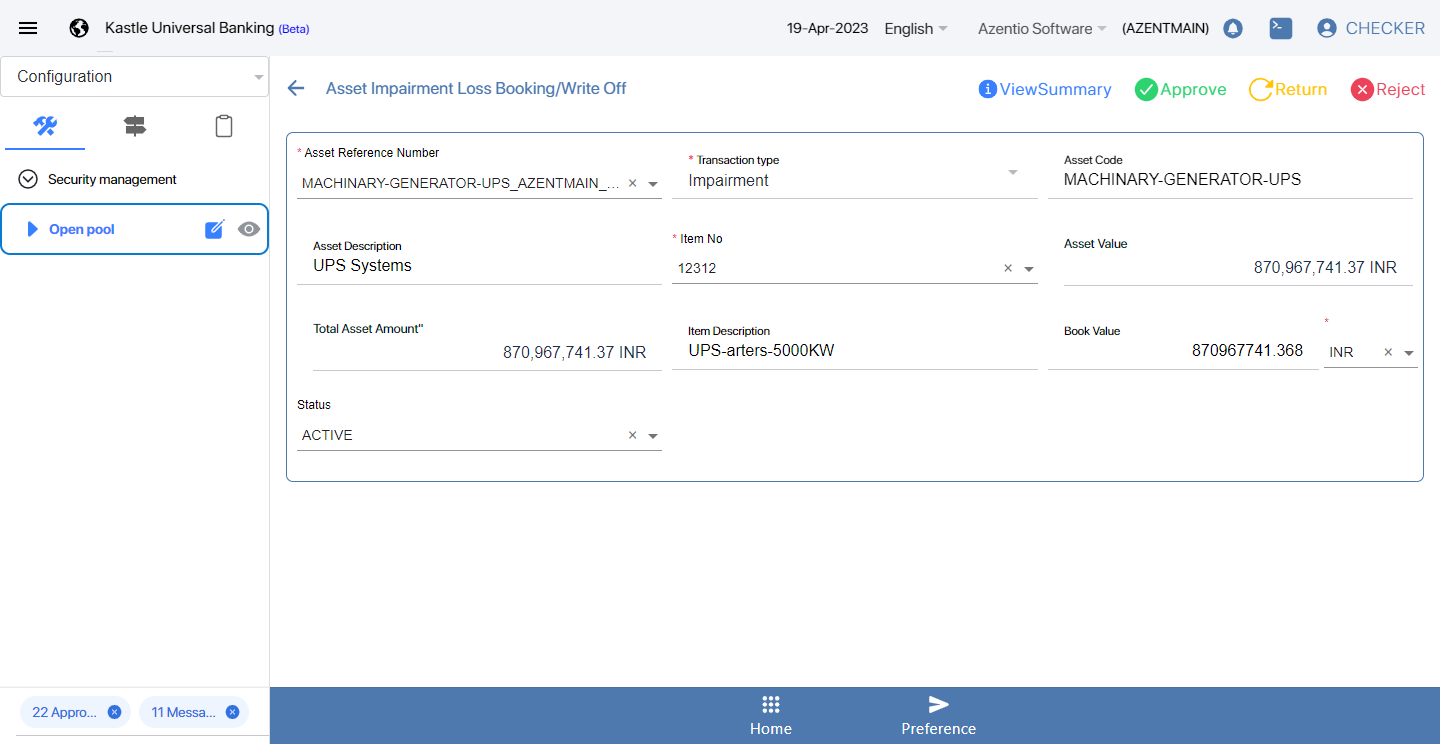 Kastle Universal Banking (Beta)
19-Apr-2023 English Azentio Software (AZENTMAIN) CHECKER
Configuration
Asset Impairment Loss Booking/Write Off
ViewSummary Approve Return Reject
Security management
Open pool
* Asset Reference Number
MACHINARY-GENERATOR-UPS_AZENTMAIN_... ×
* Transaction type
Impairment
Asset Code
MACHINARY-GENERATOR-UPS
Asset Description
UPS Systems
* Item No
12312 ×
Asset Value
870,967,741.37 INR
Total Asset Amount"
870,967,741.37 INR
Item Description
UPS-arters-5000KW
Book Value
870967741.368
*
INR ×
Status
ACTIVE ×
22 Appro...
11 Messa...
Home
Preference